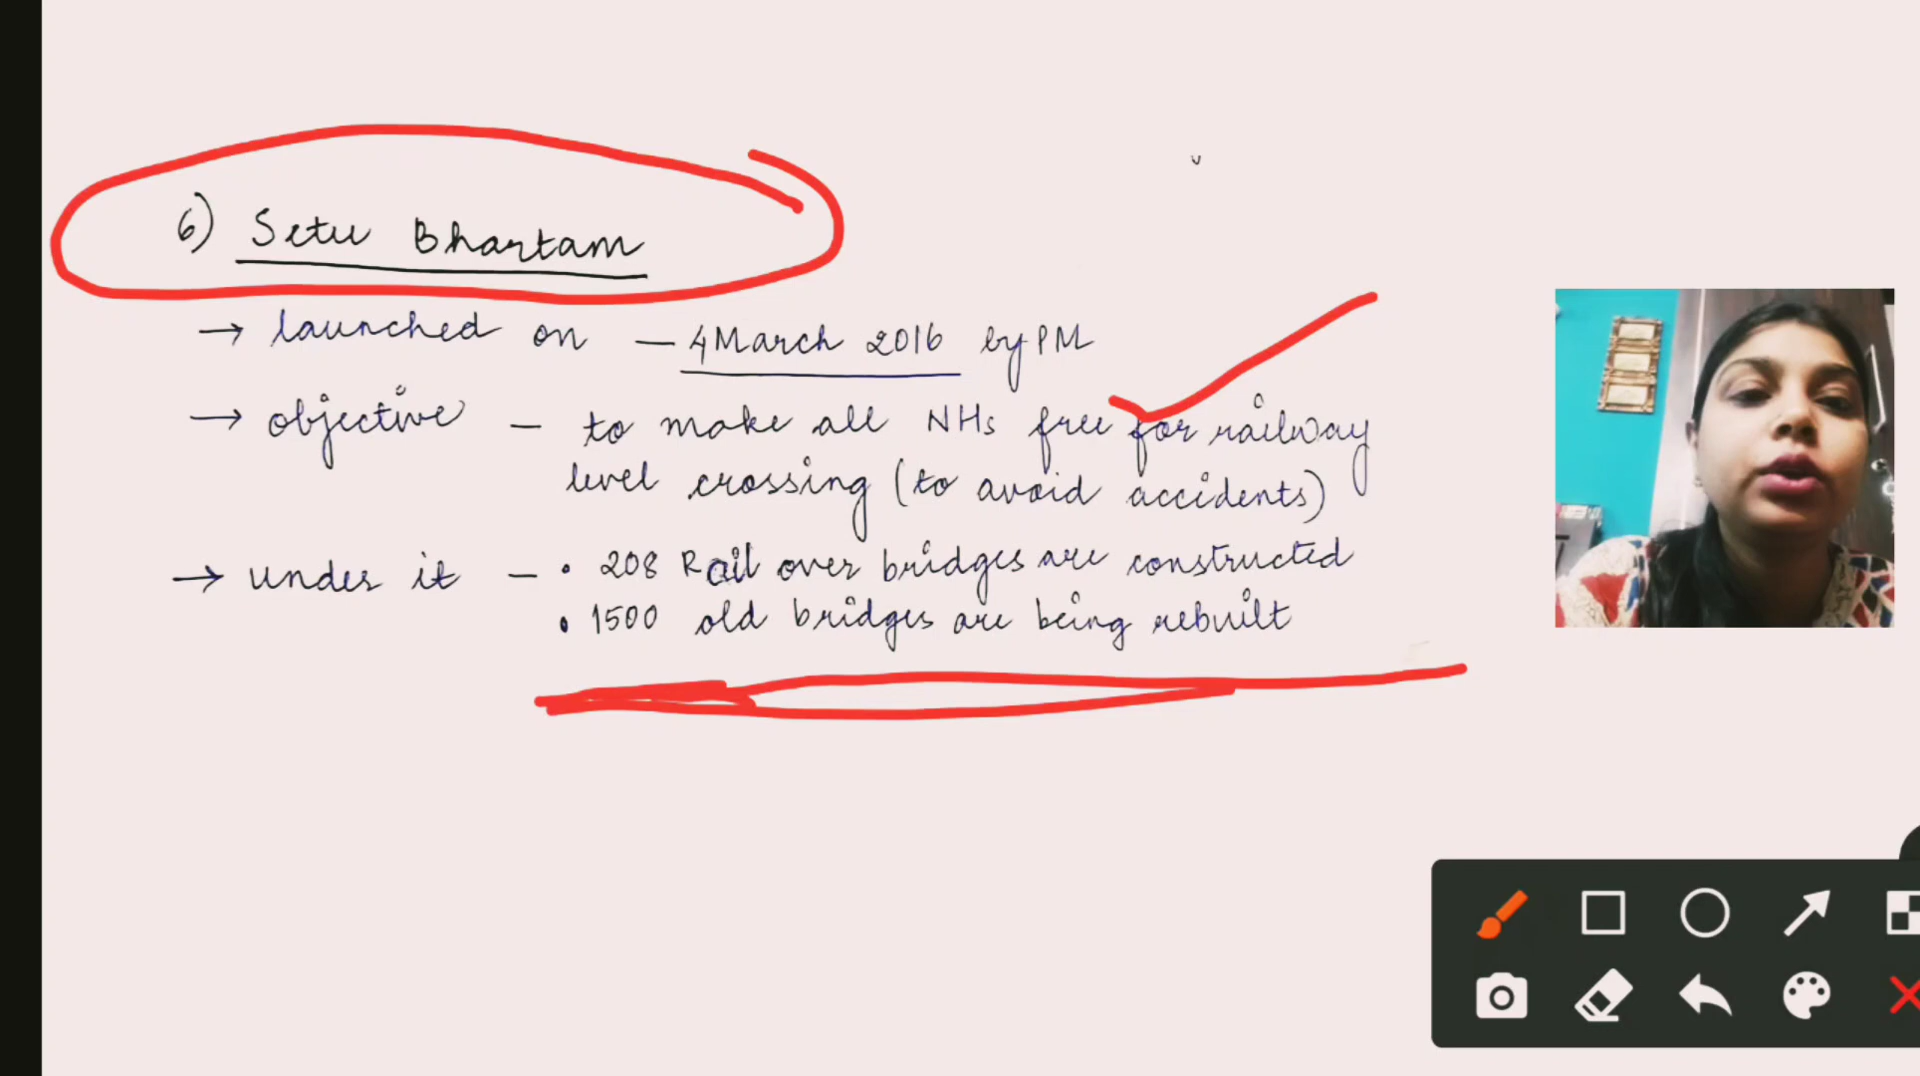 6) Setu Bhartam
→ launched on — 4 March 2016 by PM
→ objective — to make all NHs free for railway
level crossing (to avoid accidents)
→ under it — • 208 Rail over bridges are constructed
• 1500 old bridges are being rebuilt